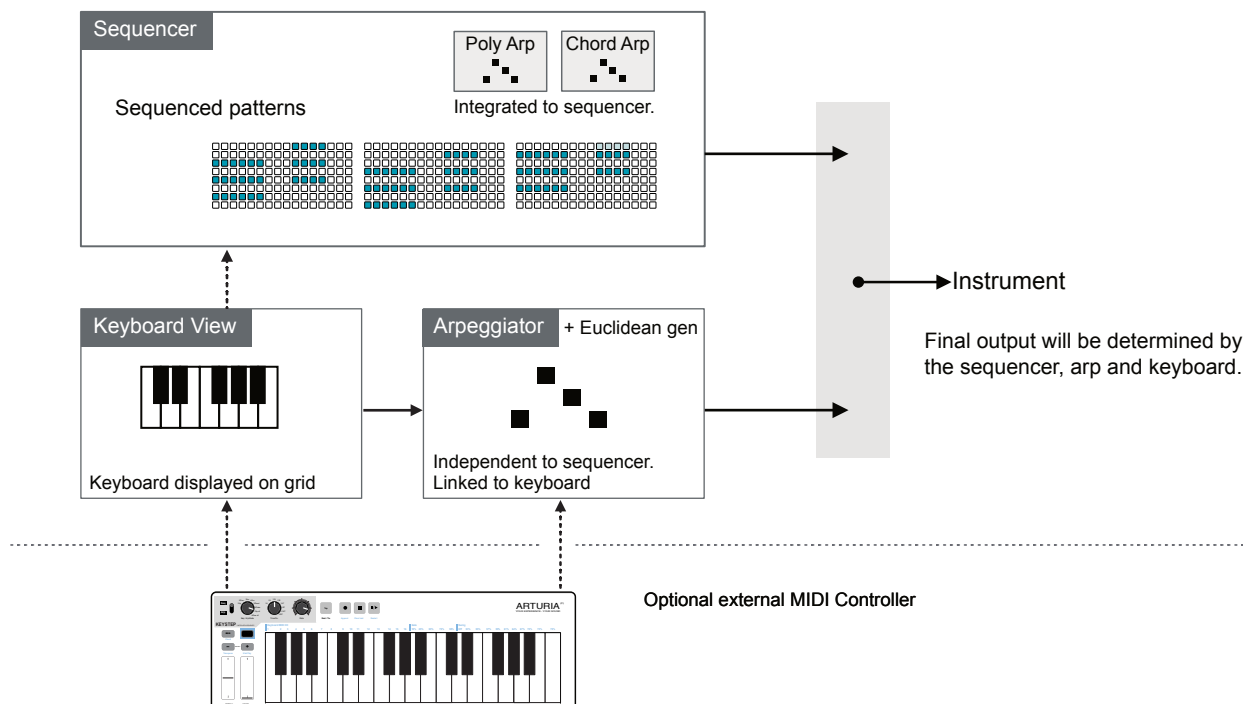 Sequencer
Poly Arp
Chord Arp
Sequenced patterns
Integrated to sequencer.
Keyboard View
Arpeggiator
+ Euclidean gen
Instrument
Final output will be determined by
the sequencer, arp and keyboard.
Independent to sequencer.
Linked to keyboard
Keyboard displayed on grid
Optional external MIDI Controller
ARTURIA
KEYSTEP